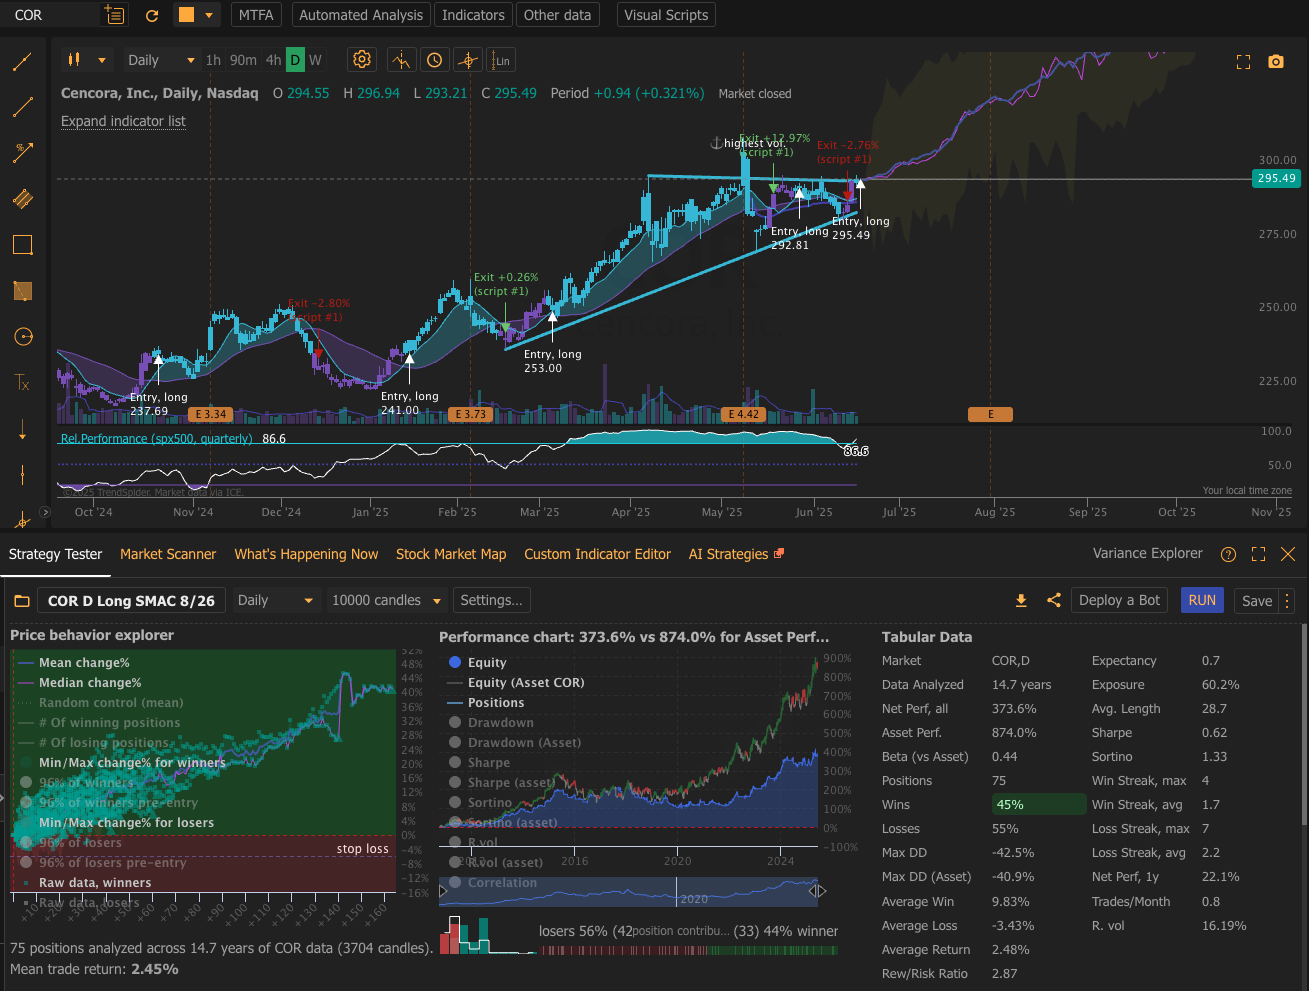 COR
MTFA
Automated Analysis
Indicators
Other data
Visual Scripts
Daily
1h 90m 4h D W
Lin
Cencora, Inc., Daily, Nasdaq O 294.55 H 296.94 L 293.21 C 295.49 Period +0.94 (+0.321%) Market closed
Expand indicator list
highest vol.
Exit +12.97%
(script #1)
Exit -2.76%
(script #1)
300.00
295.49
275.00
250.00
225.00
Entry, long
292.81
Entry, long
295.49
Exit +0.26%
(script #1)
Exit -2.80%
(script #1)
Entry, long
253.00
Entry, long
237.69
Entry, long
241.00
E 3.34
E 3.73
E 4.42
E
Rel.Performance (spx500, quarterly) 86.6
86.6
100.0
50.0
©2025 TrendSpider. Market data via ICE.
Your local time zone
Oct '24 Nov '24 Dec '24 Jan '25 Feb '25 Mar '25 Apr '25 May '25 Jun '25 Jul '25 Aug '25 Sep '25 Oct '25 Nov '25
Strategy Tester
Market Scanner
What's Happening Now
Stock Market Map
Custom Indicator Editor
AI Strategies
Variance Explorer
COR D Long SMAC 8/26
Daily
10000 candles
Settings...
Deploy a Bot
RUN
Save
Price behavior explorer
Mean change%
Median change%
Random control (mean)
# Of winning positions
# Of losing positions
Min/Max change% for winners
96% of winners
96% of winners pre-entry
Min/Max change% for losers
96% of losers
96% of losers pre-entry
Raw data, winners
Raw data, losers
stop loss
52%
48%
44%
40%
36%
32%
28%
24%
20%
16%
12%
8%
4%
0%
-4%
-8%
-12%
-16%
+10 +20 +30 +40 +50 +60 +70 +80 +90 +100 +110 +120 +130 +140 +150 +160
75 positions analyzed across 14.7 years of COR data (3704 candles).
Mean trade return: 2.45%
Performance chart: 373.6% vs 874.0% for Asset Perf...
Equity
Equity (Asset COR)
Positions
Drawdown
Drawdown (Asset)
Sharpe
Sharpe (asset)
Sortino
Sortino (asset)
R.vol
R.vol (asset)
Correlation
900%
800%
700%
600%
500%
400%
300%
200%
100%
0%
-100%
2012 2016 2020 2024
2020
losers 56% (42
position contribu...
(33) 44% winner
Tabular Data
Market COR,D Expectancy 0.7
Data Analyzed 14.7 years Exposure 60.2%
Net Perf, all 373.6% Avg. Length 28.7
Asset Perf. 874.0% Sharpe 0.62
Beta (vs Asset) 0.44 Sortino 1.33
Positions 75 Win Streak, max 4
Wins 45% Win Streak, avg 1.7
Losses 55% Loss Streak, max 7
Max DD -42.5% Loss Streak, avg 2.2
Max DD (Asset) -40.9% Net Perf, 1y 22.1%
Average Win 9.83% Trades/Month 0.8
Average Loss -3.43% R. vol 16.19%
Average Return 2.48%
Rew/Risk Ratio 2.87